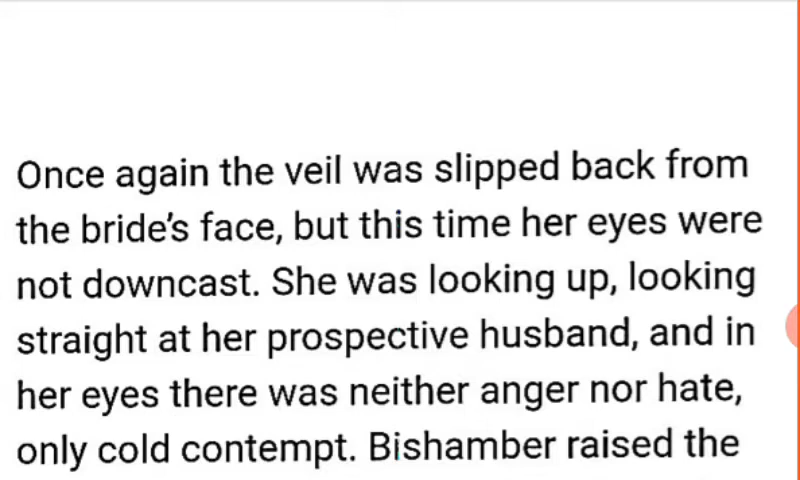 Once again the veil was slipped back from
the bride's face, but this time her eyes were
not downcast. She was looking up, looking
straight at her prospective husband, and in
her eyes there was neither anger nor hate,
only cold contempt. Bishamber raised the